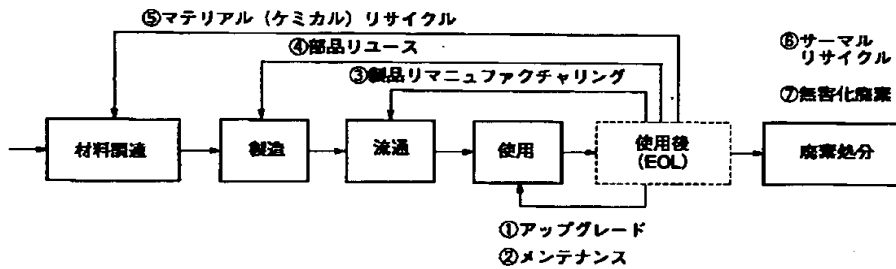 ⑤マテリアル（ケミカル）リサイクル
④部品リユース
③製品リマニュファクチャリング
⑥サーマル
リサイクル
⑦無害化廃棄
材料調達
製造
流通
使用
使用後
(EOL)
廃棄処分
①アップグレード
②メンテナンス